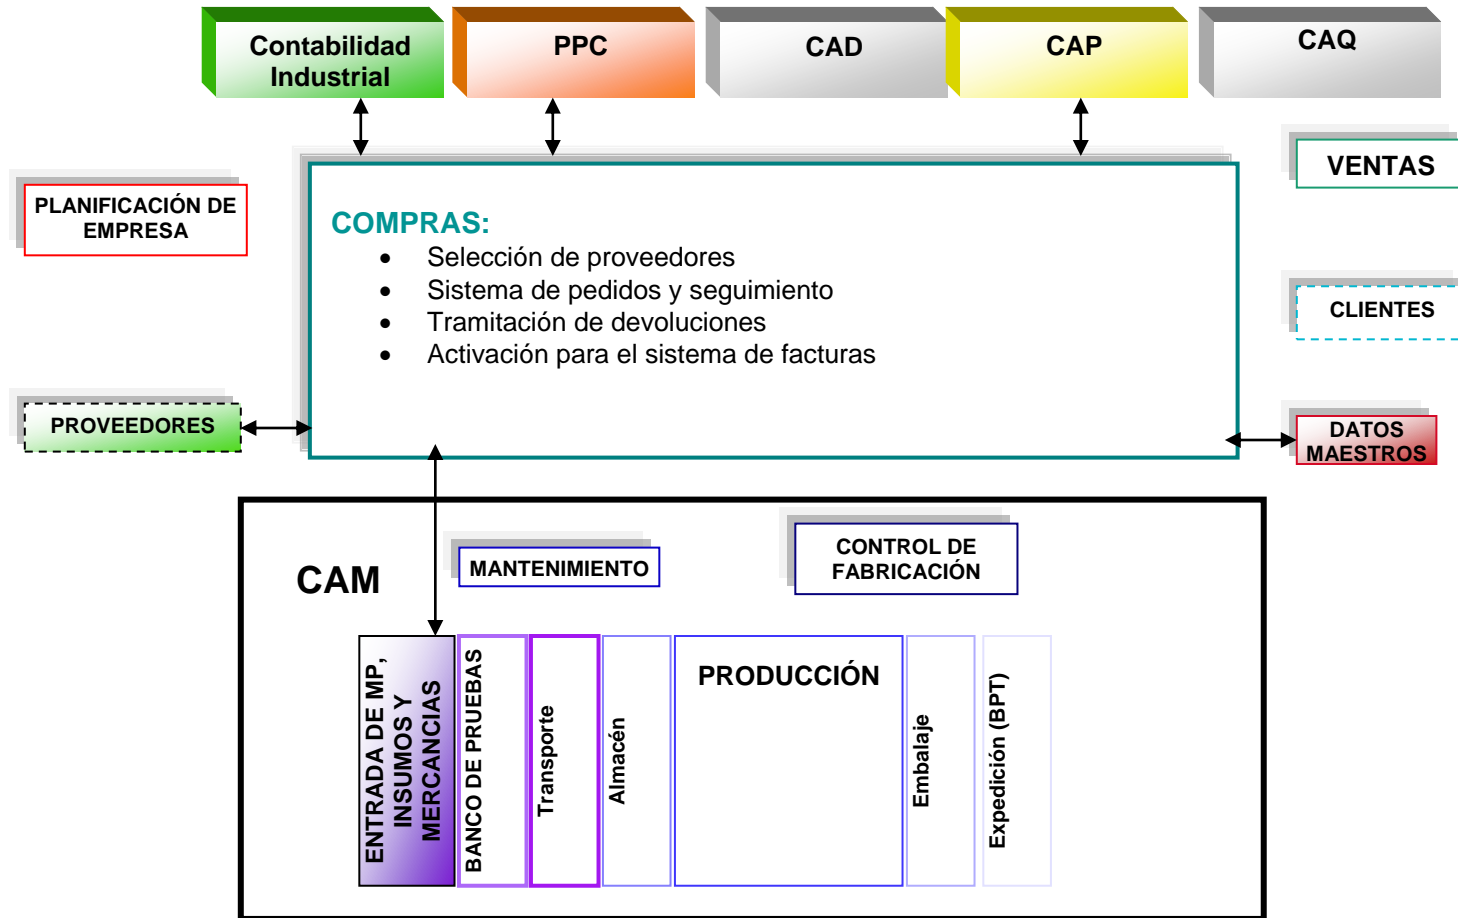 Contabilidad
Industrial
PPC
CAD
CAP
CAQ
VENTAS
PLANIFICACIÓN DE
EMPRESA
COMPRAS:
• Selección de proveedores
• Sistema de pedidos y seguimiento
• Tramitación de devoluciones
• Activación para el sistema de facturas
CLIENTES
PROVEEDORES
DATOS
MAESTROS
CAM
MANTENIMIENTO
CONTROL DE
FABRICACIÓN
ENTRADA DE MP,
INSUMOS Y
MERCANCIAS
BANCO DE PRUEBAS
Transporte
Almacén
PRODUCCIÓN
Embalaje
Expedición (BPT)